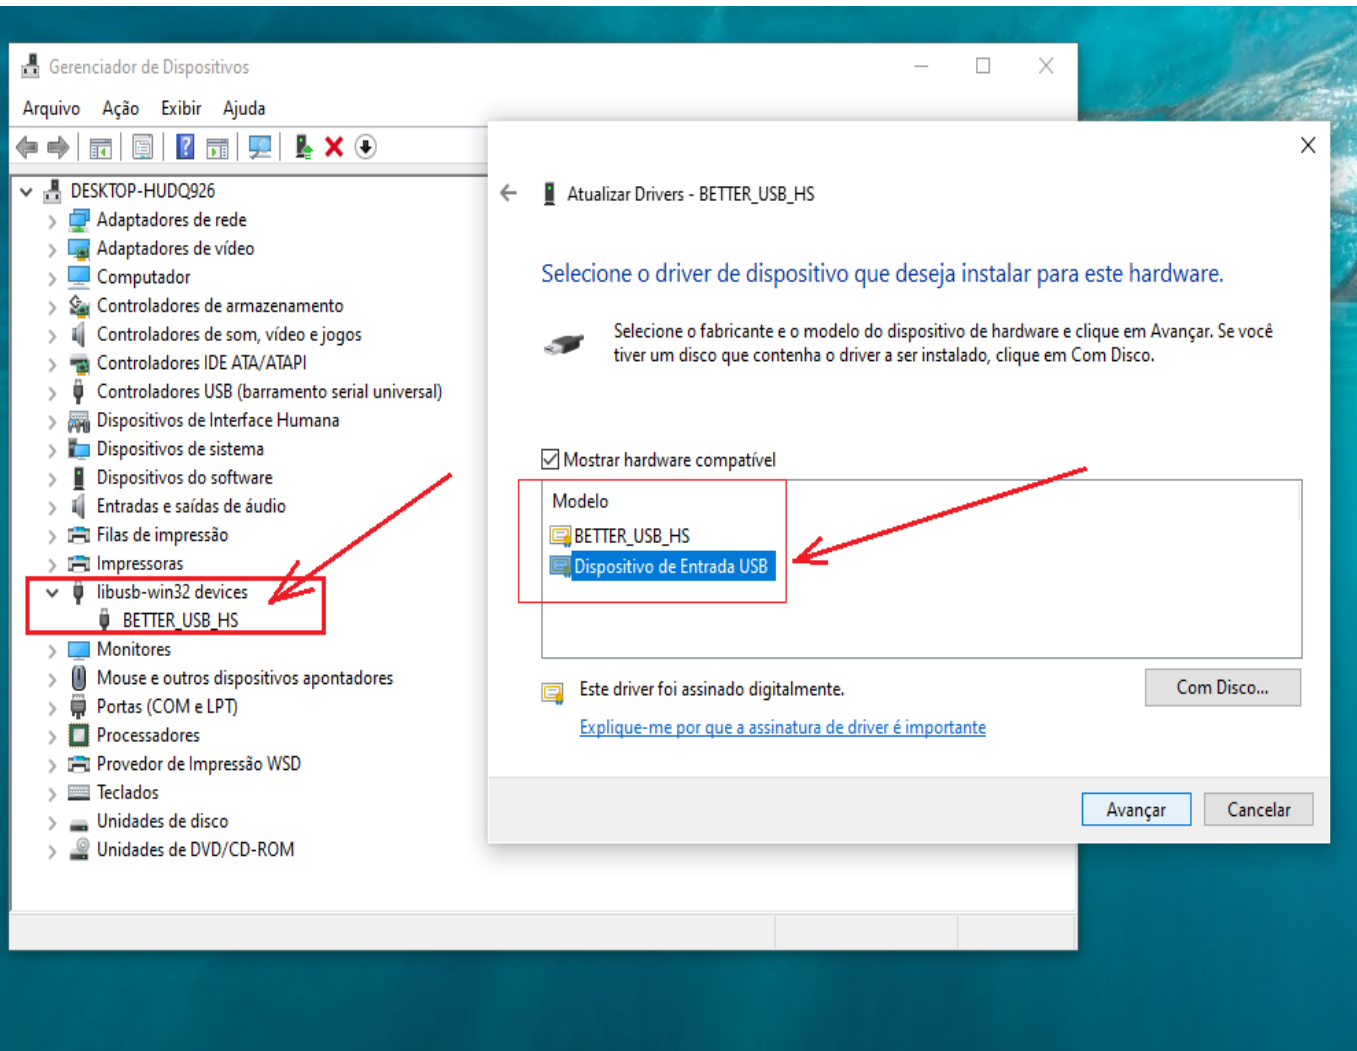 Gerenciador de Dispositivos
Arquivo Ação Exibir Ajuda
DESKTOP-HUDQ926
Adaptadores de rede
Adaptadores de vídeo
Computador
Controladores de armazenamento
Controladores de som, vídeo e jogos
Controladores IDE ATA/ATAPI
Controladores USB (barramento serial universal)
Dispositivos de Interface Humana
Dispositivos de sistema
Dispositivos do software
Entradas e saídas de áudio
Filas de impressão
Impressoras
libusb-win32 devices
BETTER_USB_HS
Monitores
Mouse e outros dispositivos apontadores
Portas (COM e LPT)
Processadores
Provedor de Impressão WSD
Teclados
Unidades de disco
Unidades de DVD/CD-ROM
Atualizar Drivers - BETTER_USB_HS
Selecione o driver de dispositivo que deseja instalar para este hardware.
Selecione o fabricante e o modelo do dispositivo de hardware e clique em Avançar. Se você
tiver um disco que contenha o driver a ser instalado, clique em Com Disco.
Mostrar hardware compatível
Modelo
BETTER_USB_HS
Dispositivo de Entrada USB
Este driver foi assinado digitalmente.
Com Disco...
Explique-me por que a assinatura de driver é importante
Avançar Cancelar